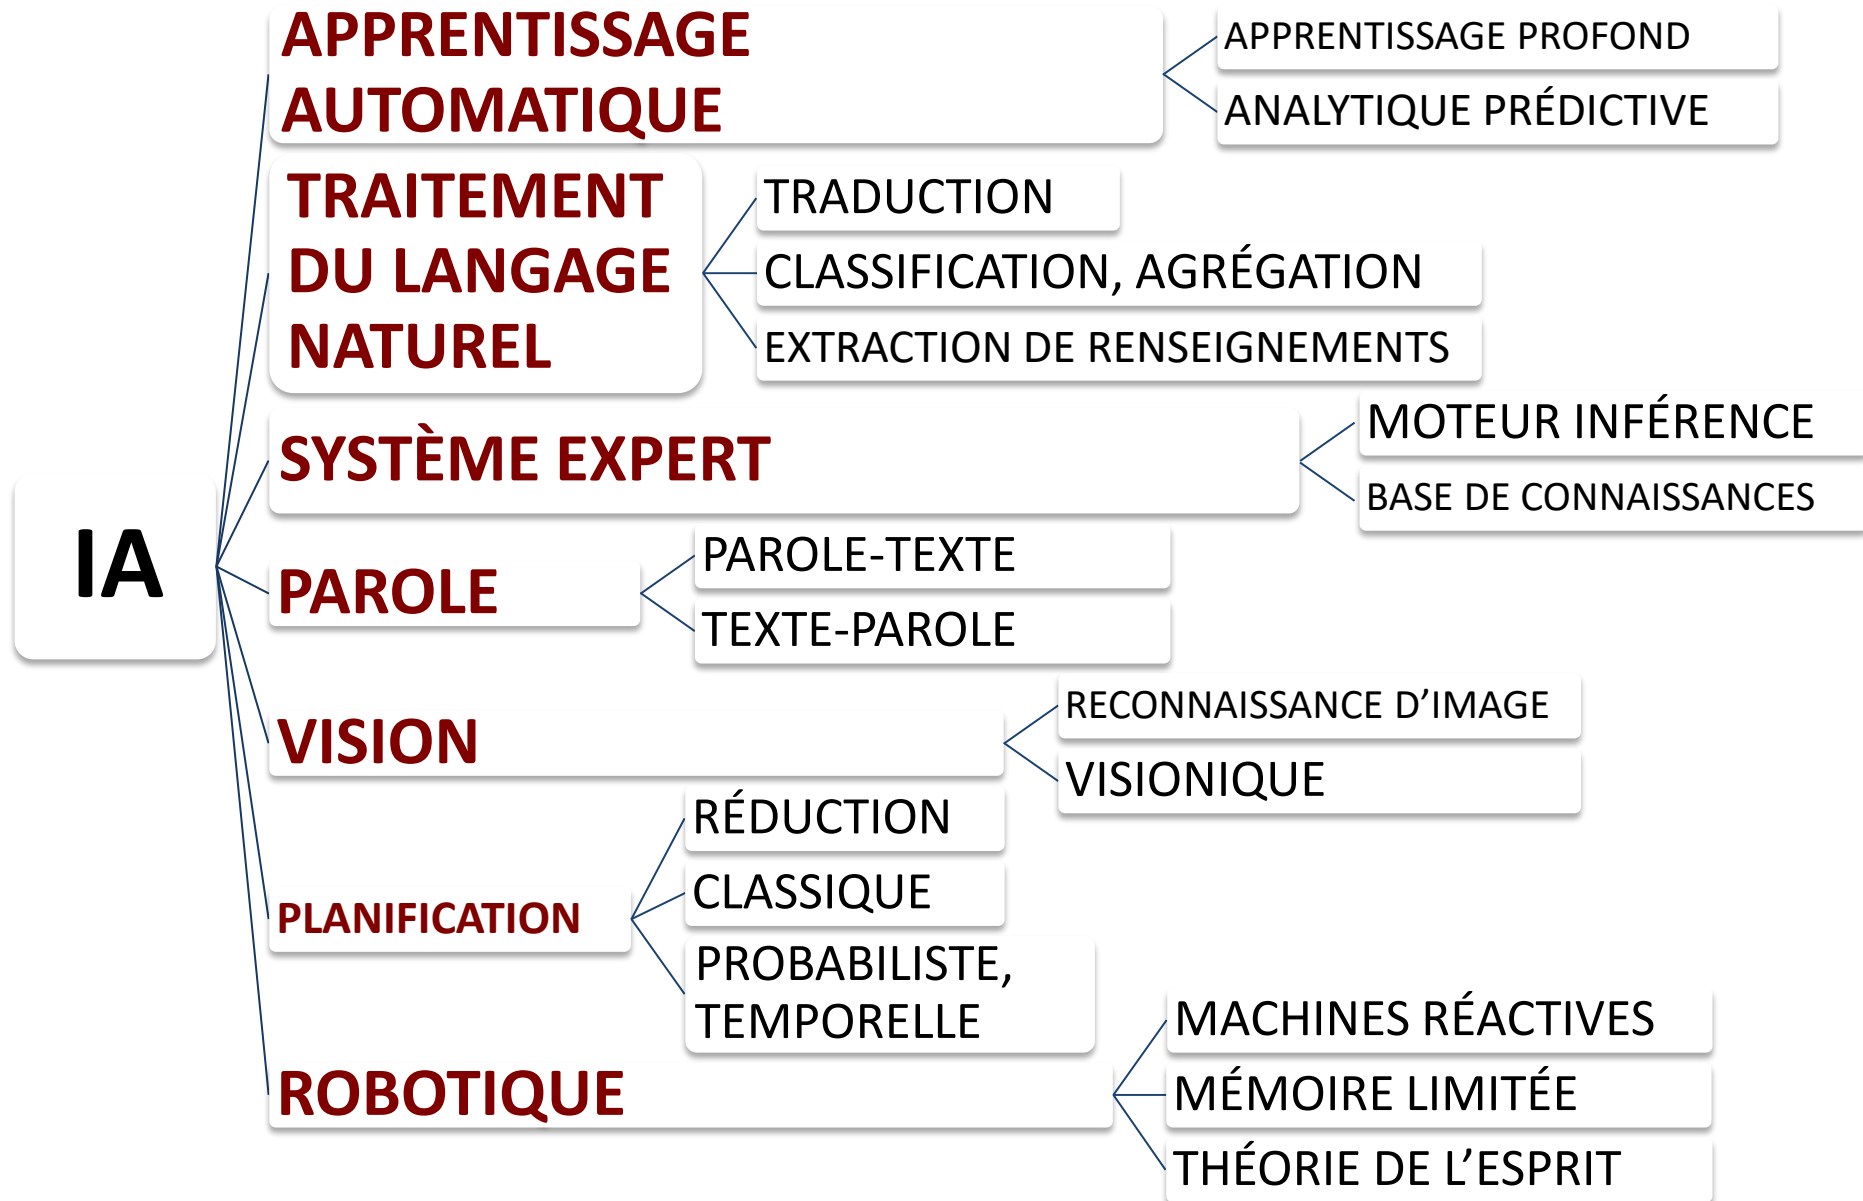 IA
APPRENTISSAGE
AUTOMATIQUE
APPRENTISSAGE PROFOND
ANALYTIQUE PRÉDICTIVE
TRAITEMENT
DU LANGAGE
NATUREL
TRADUCTION
CLASSIFICATION, AGRÉGATION
EXTRACTION DE RENSEIGNEMENTS
SYSTÈME EXPERT
MOTEUR INFÉRENCE
BASE DE CONNAISSANCES
PAROLE
PAROLE-TEXTE
TEXTE-PAROLE
VISION
RECONNAISSANCE D’IMAGE
VISIONIQUE
PLANIFICATION
RÉDUCTION
CLASSIQUE
PROBABILISTE,
TEMPORELLE
ROBOTIQUE
MACHINES RÉACTIVES
MÉMOIRE LIMITÉE
THÉORIE DE L’ESPRIT